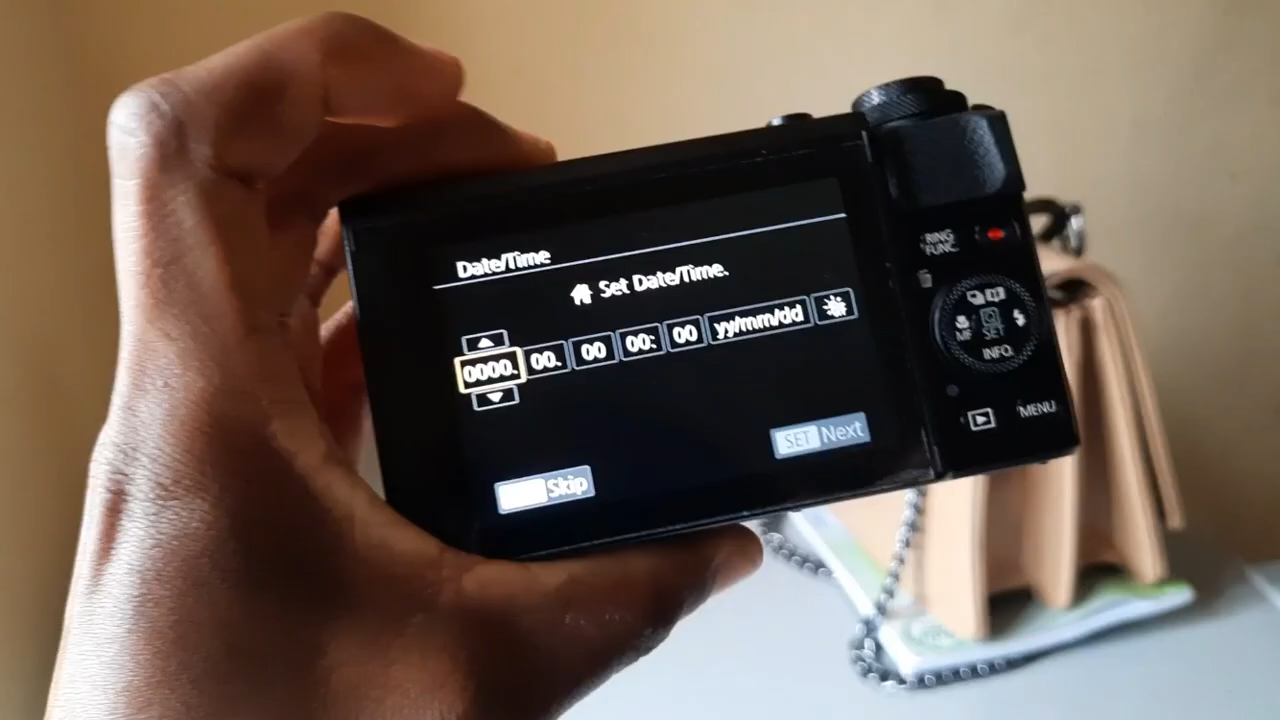 Date/Time
Set Date/Time.
0000. 00. 00 00: 00 yy/mm/dd
SET Next
Skip
RING
FUNC.
MF
SET
INFO.
MENU